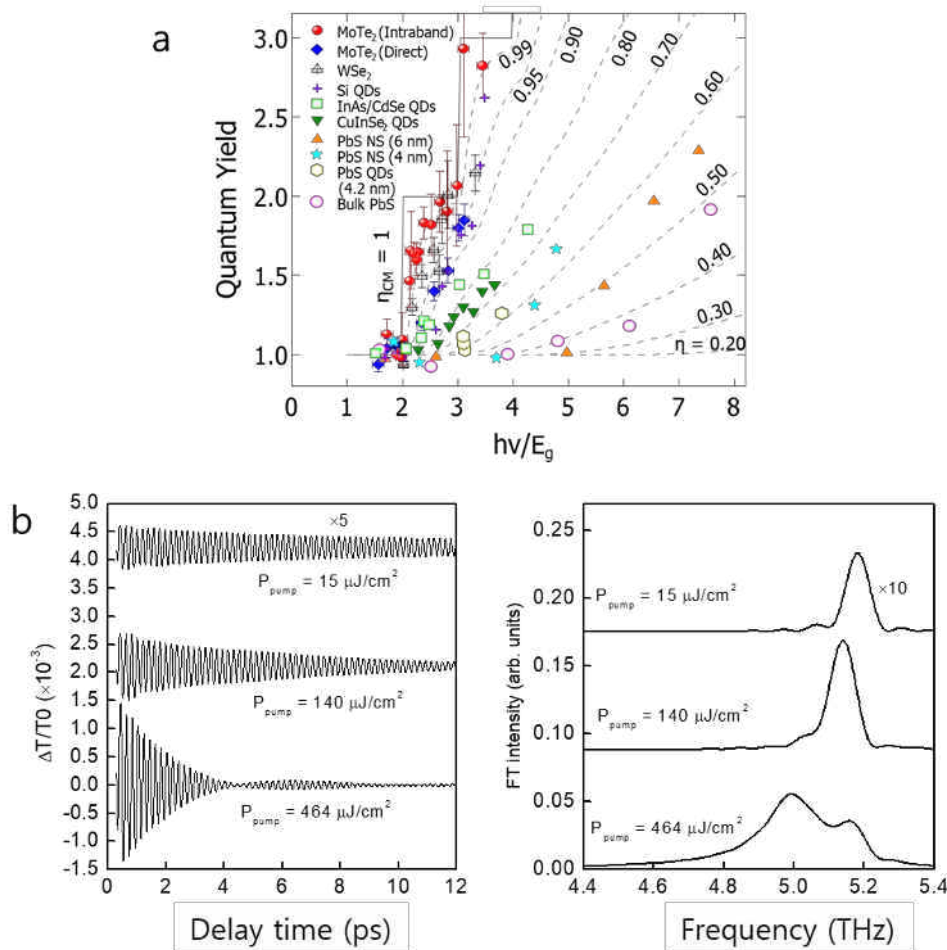 a
3.0
2.5
2.0
1.5
1.0
Quantum Yield
MoTe2 (Intraband)
MoTe2 (Direct)
WSe2
Si QDs
InAs/CdSe QDs
CuInSe2 QDs
PbS NS (6 nm)
PbS NS (4 nm)
PbS QDs
(4.2 nm)
Bulk PbS
ηCM = 1
0.99
0.95
0.90
0.80
0.70
0.60
0.50
0.40
0.30
η = 0.20
0 1 2 3 4 5 6 7 8
hν/Eg
b
5.0
4.5
4.0
3.5
3.0
2.5
2.0
1.5
1.0
0.5
0.0
-0.5
-1.0
-1.5
ΔT/T0 (×10⁻³)
×5
Ppump = 15 μJ/cm²
Ppump = 140 μJ/cm²
Ppump = 464 μJ/cm²
0 2 4 6 8 10 12
Delay time (ps)
0.25
0.20
0.15
0.10
0.05
0.00
FT intensity (arb. units)
Ppump = 15 μJ/cm²
×10
Ppump = 140 μJ/cm²
Ppump = 464 μJ/cm²
4.4 4.6 4.8 5.0 5.2 5.4
Frequency (THz)